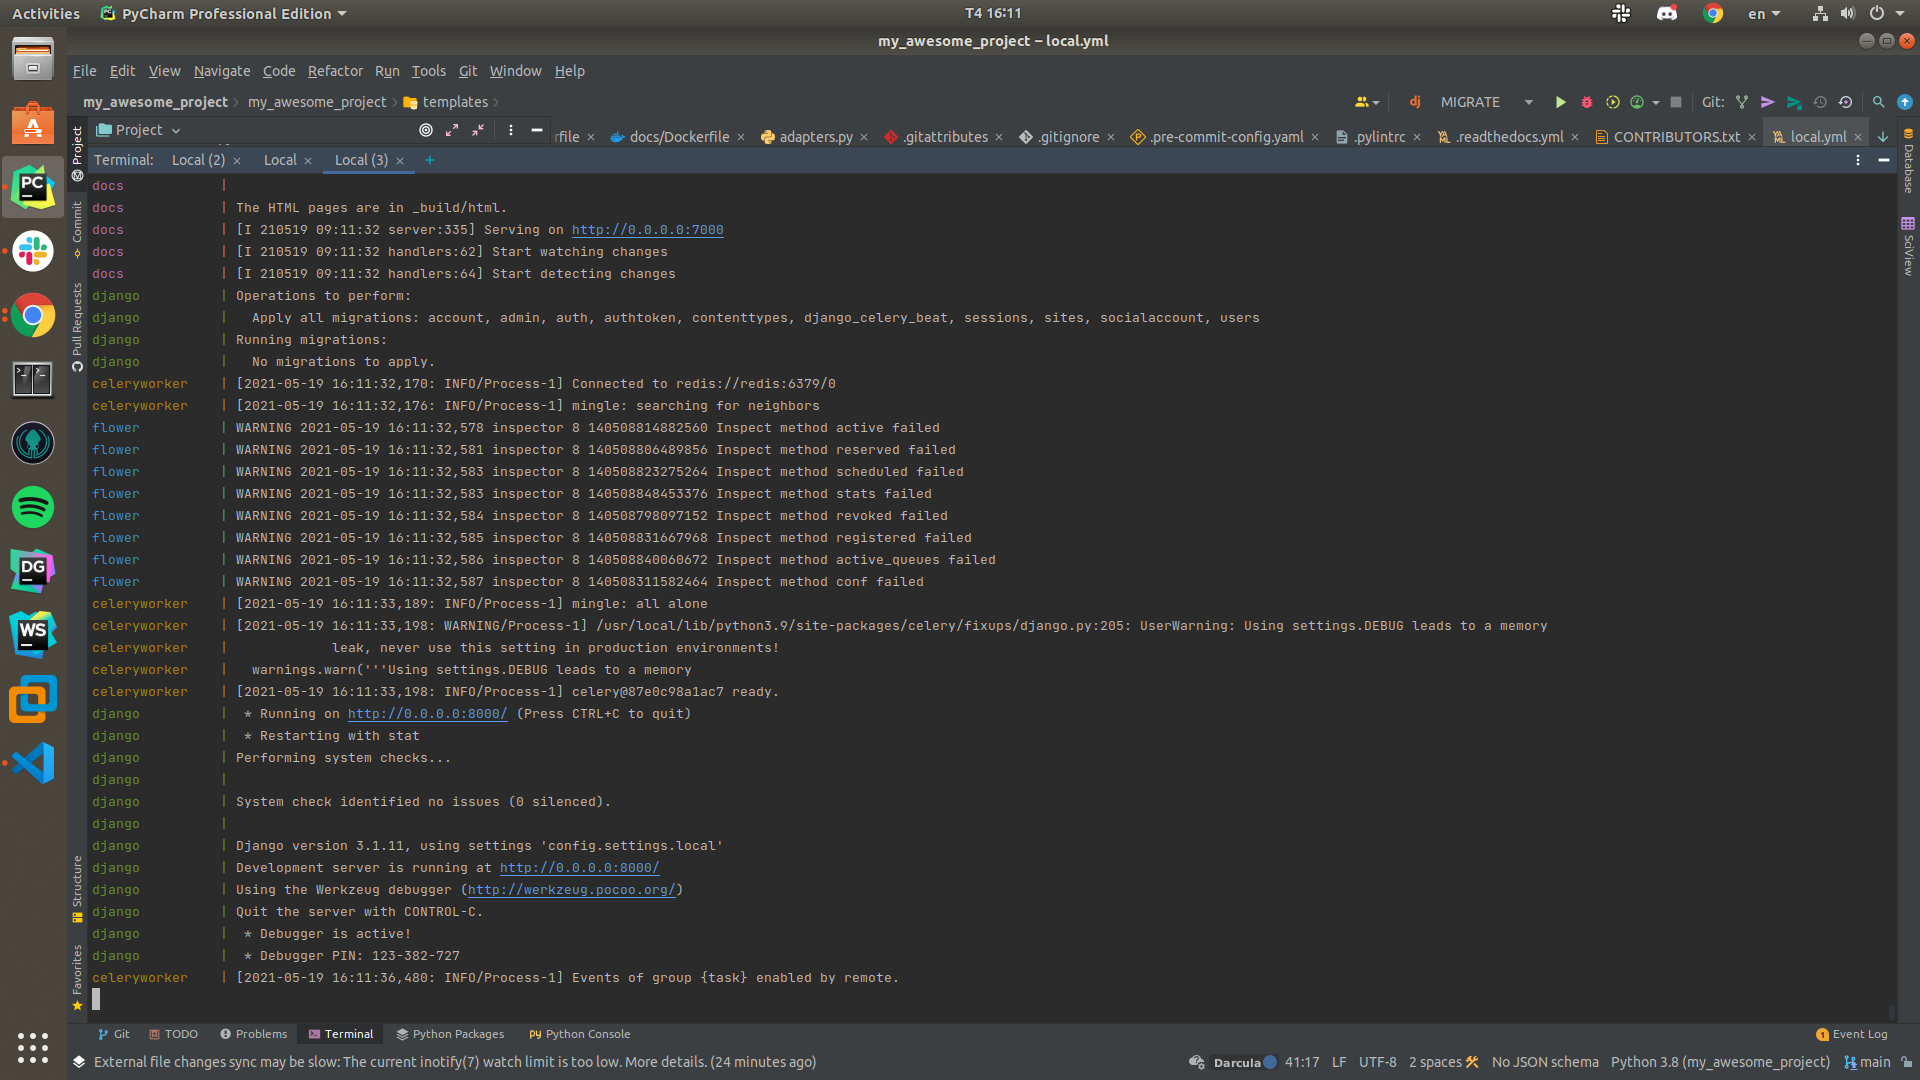 Activities PyCharm Professional Edition T4 16:11 en
my_awesome_project – local.yml
File Edit View Navigate Code Refactor Run Tools Git Window Help
my_awesome_project my_awesome_project templates dj MIGRATE Git:
Project rfile docs/Dockerfile adapters.py .gitattributes .gitignore .pre-commit-config.yaml .pylintrc .readthedocs.yml CONTRIBUTORS.txt local.yml
Terminal: Local (2) Local Local (3) +
docs |
docs | The HTML pages are in _build/html.
docs | [I 210519 09:11:32 server:335] Serving on http://0.0.0.0:7000
docs | [I 210519 09:11:32 handlers:62] Start watching changes
docs | [I 210519 09:11:32 handlers:64] Start detecting changes
django | Operations to perform:
django | Apply all migrations: account, admin, auth, authtoken, contenttypes, django_celery_beat, sessions, sites, socialaccount, users
django | Running migrations:
django | No migrations to apply.
celeryworker | [2021-05-19 16:11:32,170: INFO/Process-1] Connected to redis://redis:6379/0
celeryworker | [2021-05-19 16:11:32,176: INFO/Process-1] mingle: searching for neighbors
flower | WARNING 2021-05-19 16:11:32,578 inspector 8 140508814882560 Inspect method active failed
flower | WARNING 2021-05-19 16:11:32,581 inspector 8 140508806489856 Inspect method reserved failed
flower | WARNING 2021-05-19 16:11:32,583 inspector 8 140508823275264 Inspect method scheduled failed
flower | WARNING 2021-05-19 16:11:32,583 inspector 8 140508848453376 Inspect method stats failed
flower | WARNING 2021-05-19 16:11:32,584 inspector 8 140508798097152 Inspect method revoked failed
flower | WARNING 2021-05-19 16:11:32,585 inspector 8 140508831667968 Inspect method registered failed
flower | WARNING 2021-05-19 16:11:32,586 inspector 8 140508840060672 Inspect method active_queues failed
flower | WARNING 2021-05-19 16:11:32,587 inspector 8 140508311582464 Inspect method conf failed
celeryworker | [2021-05-19 16:11:33,189: INFO/Process-1] mingle: all alone
celeryworker | [2021-05-19 16:11:33,198: WARNING/Process-1] /usr/local/lib/python3.9/site-packages/celery/fixups/django.py:205: UserWarning: Using settings.DEBUG leads to a memory
celeryworker | leak, never use this setting in production environments!
celeryworker | warnings.warn('''Using settings.DEBUG leads to a memory
celeryworker | [2021-05-19 16:11:33,198: INFO/Process-1] celery@87e0c98a1ac7 ready.
django | * Running on http://0.0.0.0:8000/ (Press CTRL+C to quit)
django | * Restarting with stat
django | Performing system checks...
django |
django | System check identified no issues (0 silenced).
django |
django | Django version 3.1.11, using settings 'config.settings.local'
django | Development server is running at http://0.0.0.0:8000/
django | Using the Werkzeug debugger (http://werkzeug.pocoo.org/)
django | Quit the server with CONTROL-C.
django | * Debugger is active!
django | * Debugger PIN: 123-382-727
celeryworker | [2021-05-19 16:11:36,480: INFO/Process-1] Events of group {task} enabled by remote.
Project
Commit
Pull Requests
Structure
Favorites
Database
SciView
PC
DG
WS
Git TODO Problems Terminal Python Packages Python Console 1 Event Log
External file changes sync may be slow: The current inotify(7) watch limit is too low. More details. (24 minutes ago) Darcula 41:17 LF UTF-8 2 spaces No JSON schema Python 3.8 (my_awesome_project) main